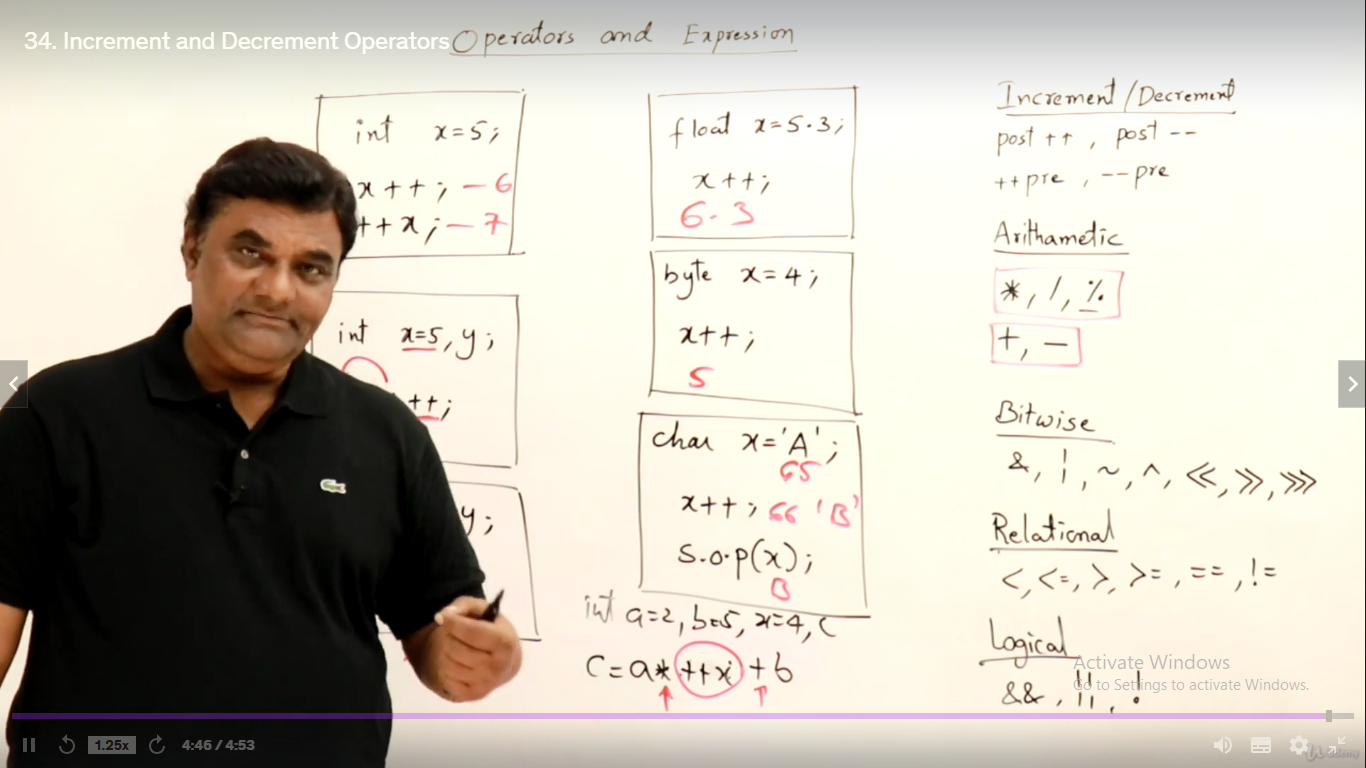 34. Increment and Decrement Operators
Operators and Expression
int x=5;
x++; – 6
++x; – 7
int x=5, y;
++;
y;
float x=5.3;
x++;
6.3
byte x=4;
x++;
5
char x='A';
65
x++; 66 'B'
S.o.p(x);
B
int a=2, b=5, x=4, c
c=a*++x+b
Increment/Decrement
post ++, post --
++pre, --pre
Arithametic
*, /, %
+, –
Bitwise
&, |, ~, ^, <<, >>, >>>
Relational
<, <=, >, >=, ==, !=
Logical
&&, ||, !
Activate Windows
Go to Settings to activate Windows.
1.25x
4:46 / 4:53
Udemy